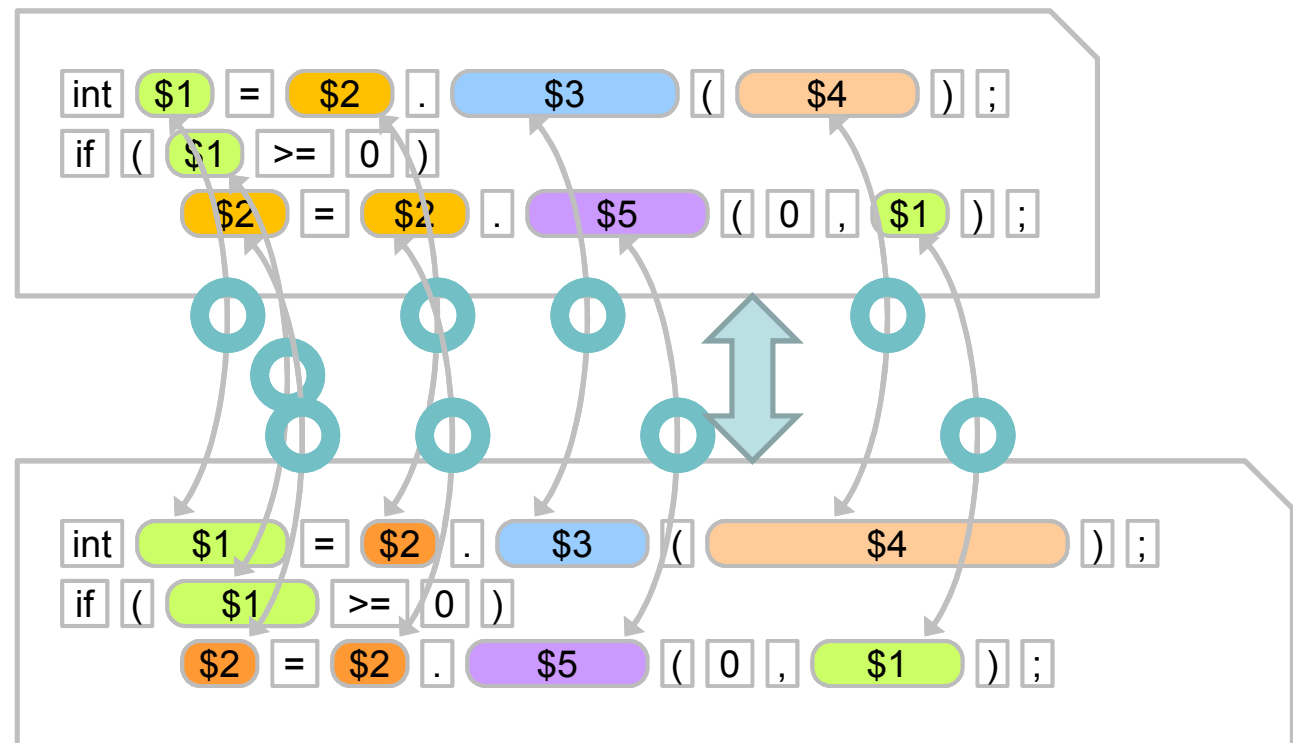 int $1 = $2 . $3 ( $4 ) ;
if ( $1 >= 0 )
$2 = $2 . $5 ( 0 , $1 ) ;
int $1 = $2 . $3 ( $4 ) ;
if ( $1 >= 0 )
$2 = $2 . $5 ( 0 , $1 ) ;